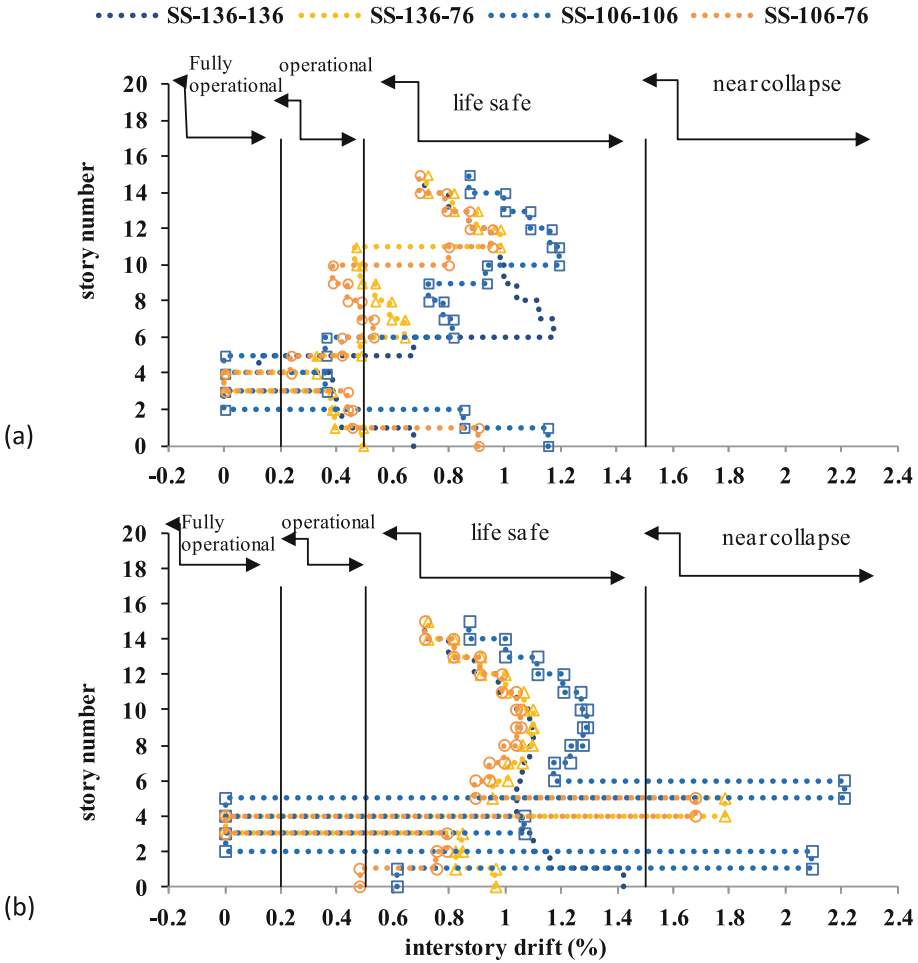 SS-136-136 SS-136-76 SS-106-106 SS-106-76
Fully operational
operational
life safe
near collapse
story number
20
18
16
14
12
10
8
6
4
2
0
-0.2 0 0.2 0.4 0.6 0.8 1 1.2 1.4 1.6 1.8 2 2.2 2.4
(a)
Fully operational
operational
life safe
near collapse
story number
20
18
16
14
12
10
8
6
4
2
0
-0.2 0 0.2 0.4 0.6 0.8 1 1.2 1.4 1.6 1.8 2 2.2 2.4
interstory drift (%)
(b)